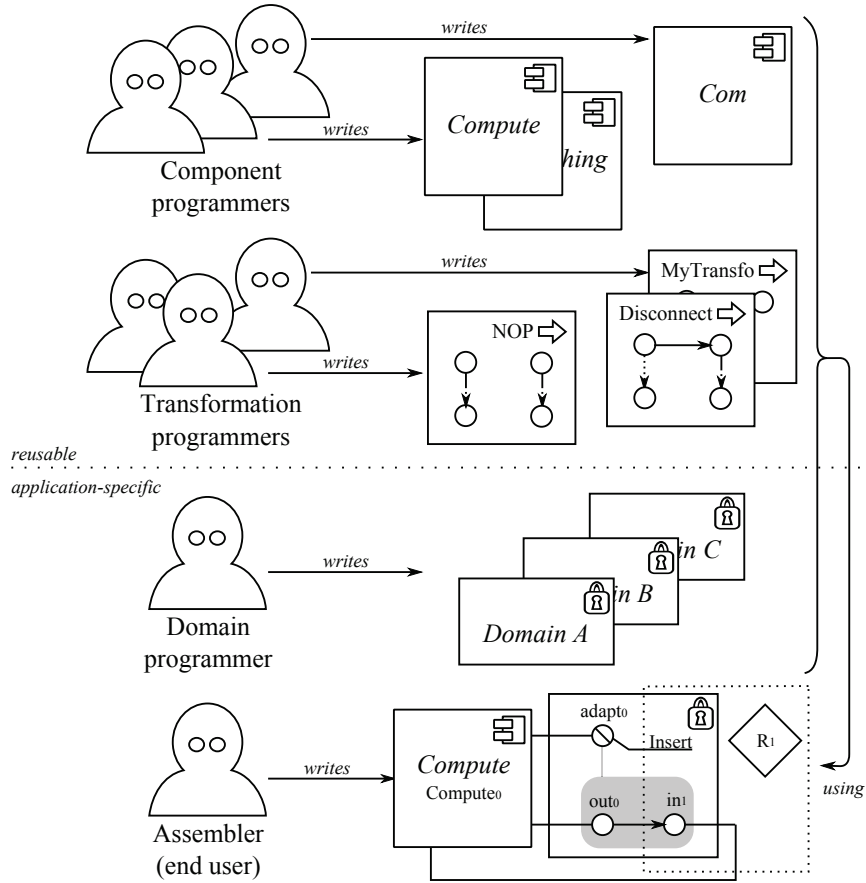 writes
Com
Compute
writes
hing
Component
programmers
writes
MyTransfo
Disconnect
NOP
writes
Transformation
programmers
reusable
application-specific
in C
writes
in B
Domain A
Domain
programmer
adapt0
R1
Insert
Compute
writes
Compute0
using
out0
in1
Assembler
(end user)